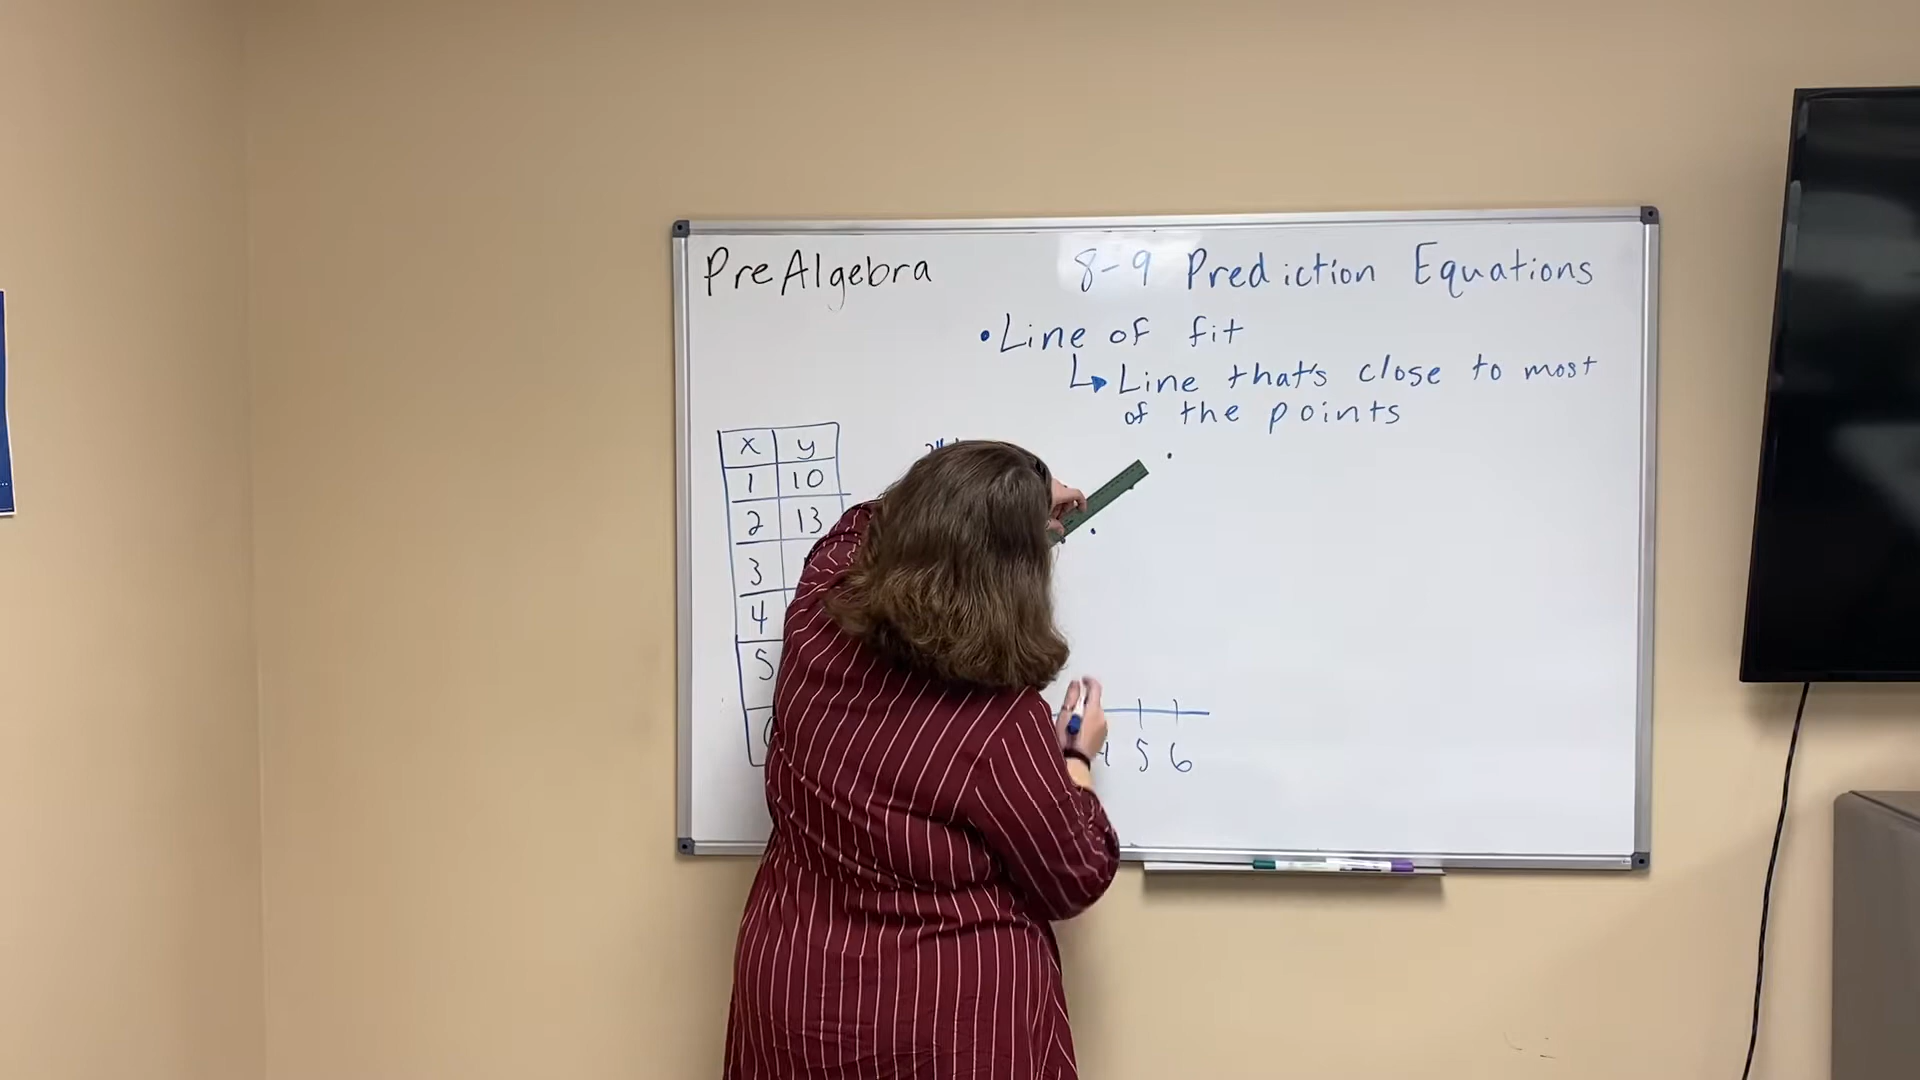 PreAlgebra
8-9 Prediction Equations
• Line of fit
↳ Line that's close to most
of the points
x y
1 10
2 13
3
4
5
5 6